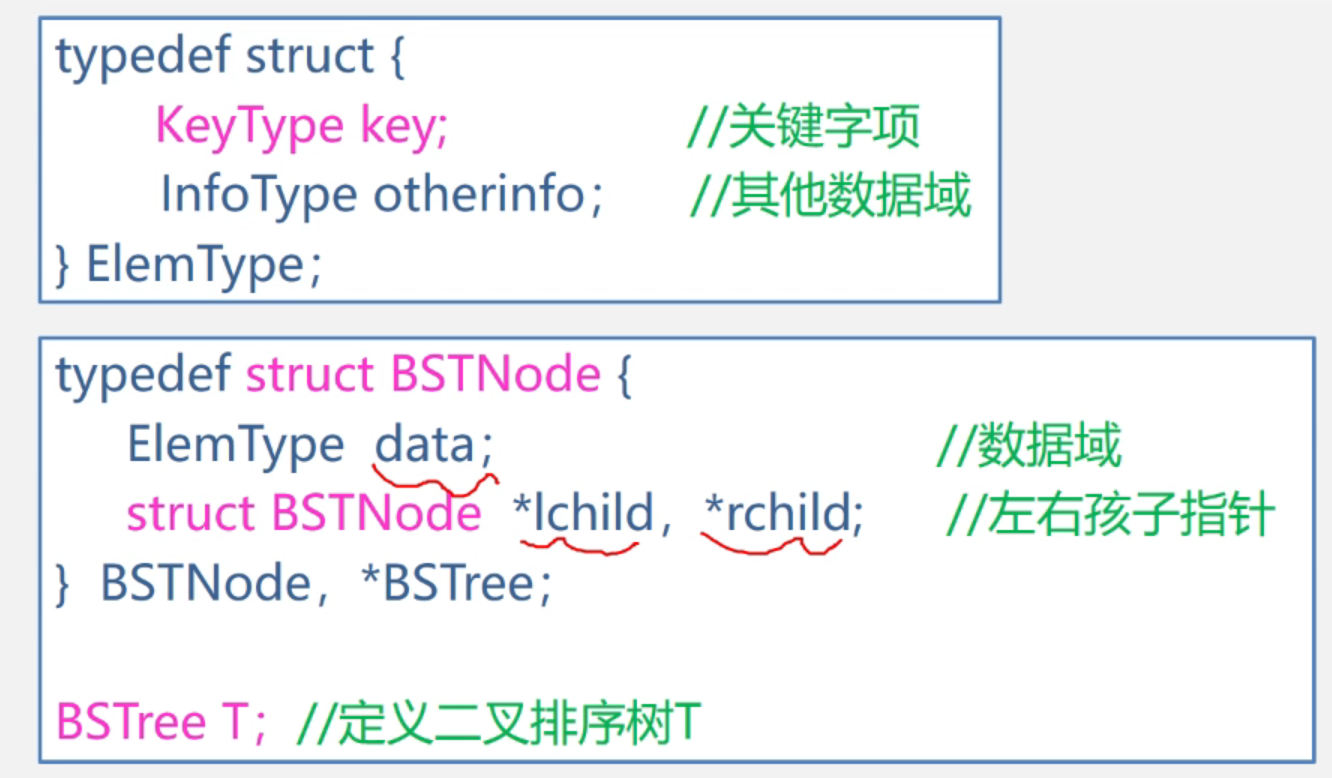 typedef struct {
KeyType key; //关键字项
InfoType otherinfo; //其他数据域
} ElemType;
typedef struct BSTNode {
ElemType data; //数据域
struct BSTNode *lchild, *rchild; //左右孩子指针
} BSTNode, *BSTree;
BSTree T; //定义二叉排序树T